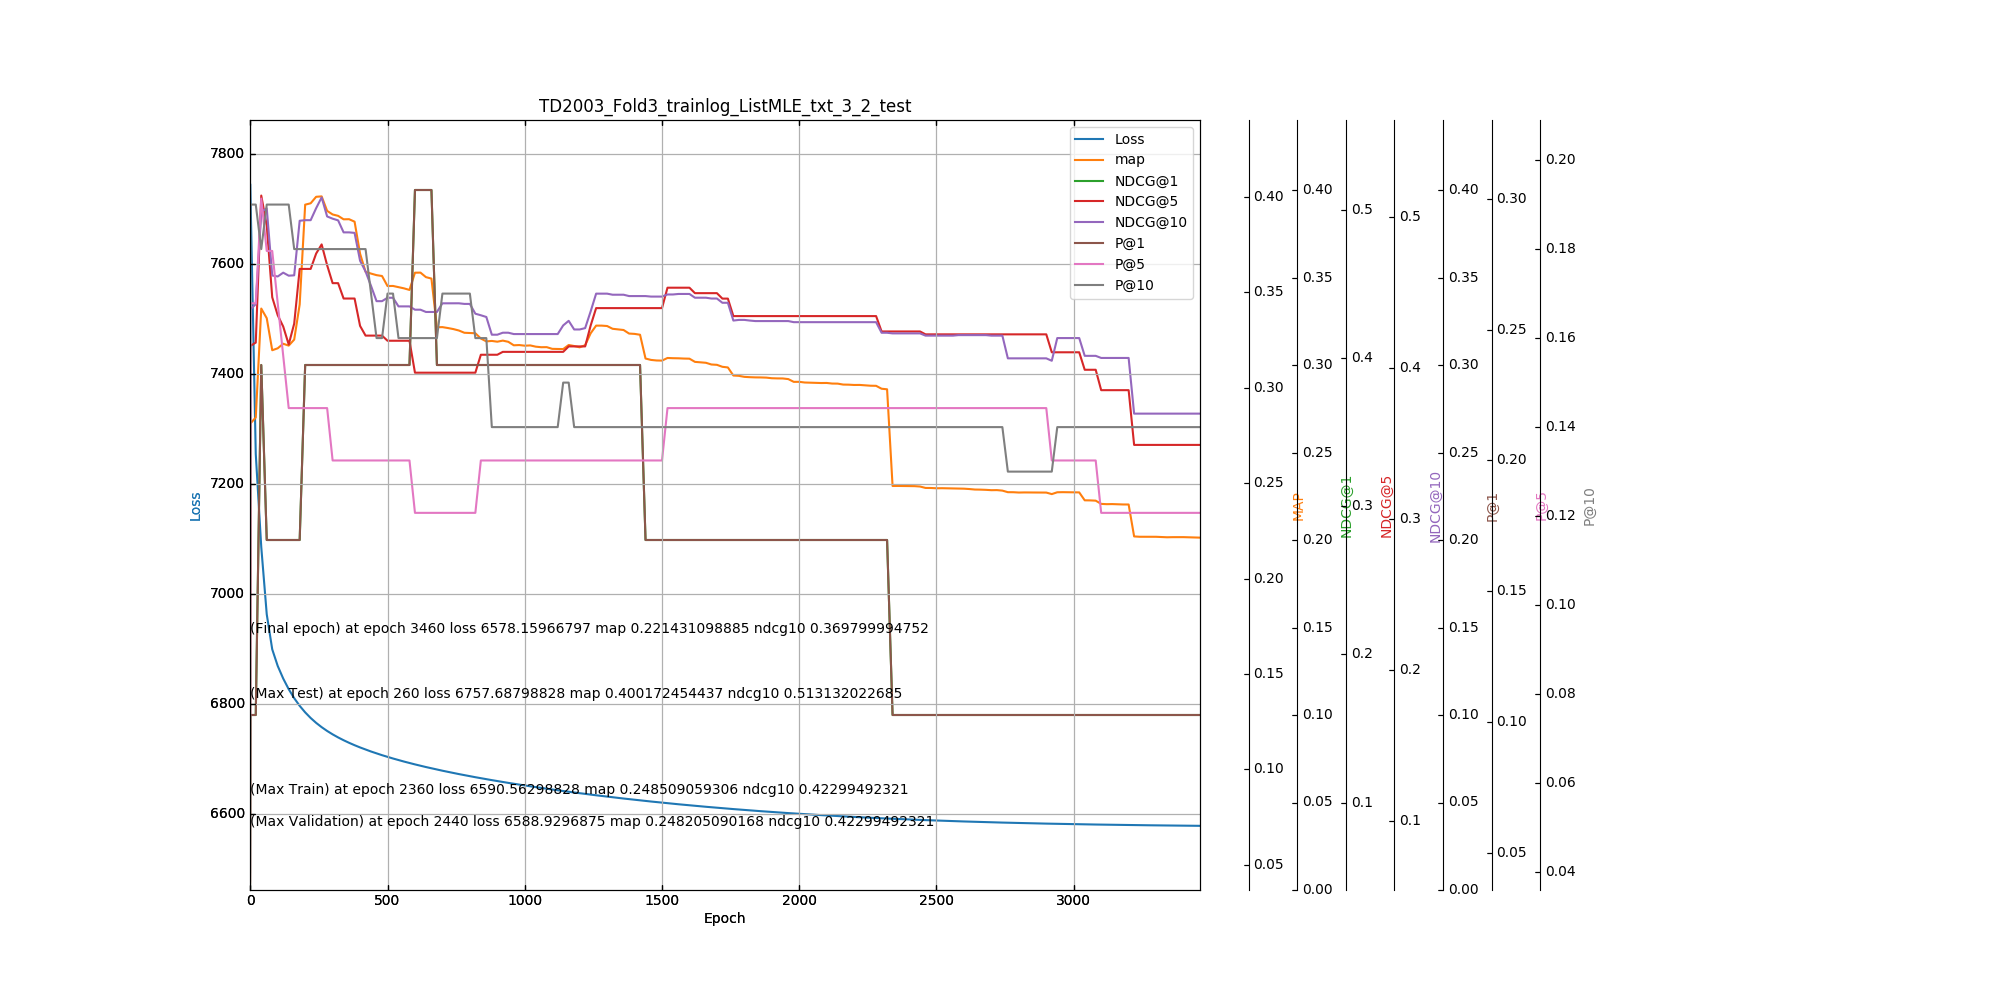 TD2003_Fold3_trainlog_ListMLE_txt_3_2_test
Loss
map
NDCG@1
NDCG@5
NDCG@10
P@1
P@5
P@10
7800
7600
7400
7200
7000
6800
6600
Loss
(Final epoch) at epoch 3460 loss 6578.15966797 map 0.221431098885 ndcg10 0.369799994752
(Max Test) at epoch 260 loss 6757.68798828 map 0.400172454437 ndcg10 0.513132022685
(Max Train) at epoch 2360 loss 6590.56298828 map 0.248509059306 ndcg10 0.42299492321
(Max Validation) at epoch 2440 loss 6588.9296875 map 0.248205090168 ndcg10 0.42299492321
0 500 1000 1500 2000 2500 3000
Epoch
0.40
0.35
0.30
0.25
0.20
0.15
0.10
0.05
MAP
0.40
0.35
0.30
0.25
0.20
0.15
0.10
0.05
0.00
NDCG@1
0.5
0.4
0.3
0.2
0.1
NDCG@5
0.5
0.4
0.3
0.2
0.1
NDCG@10
0.40
0.35
0.30
0.25
0.20
0.15
0.10
0.05
0.00
P@1
0.30
0.25
0.20
0.15
0.10
0.05
P@5
0.20
0.18
0.16
0.14
0.12
0.10
0.08
0.06
0.04
P@10